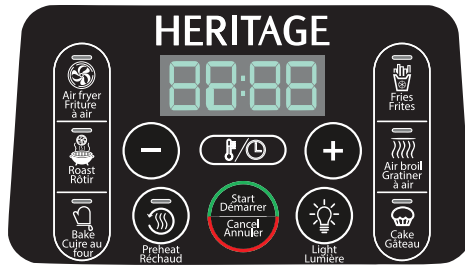 HERITAGE
88:88
Air fryer
Friture
à air
Roast
Rôtir
Bake
Cuire au
four
Preheat
Réchaud
Start
Démarrer
Cancel
Annuler
Light
Lumière
Fries
Frites
Air broil
Gratiner
à air
Cake
Gâteau